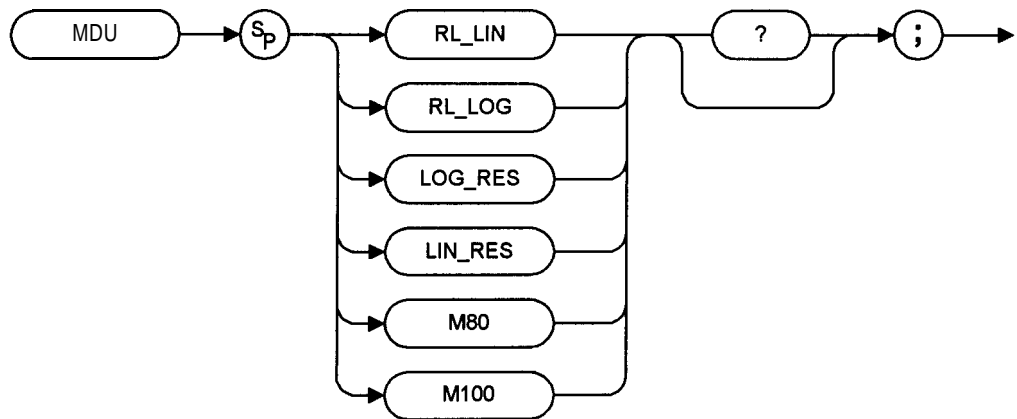 MDU SP RL_LIN ? ;
RL_LOG
LOG_RES
LIN_RES
M80
M100